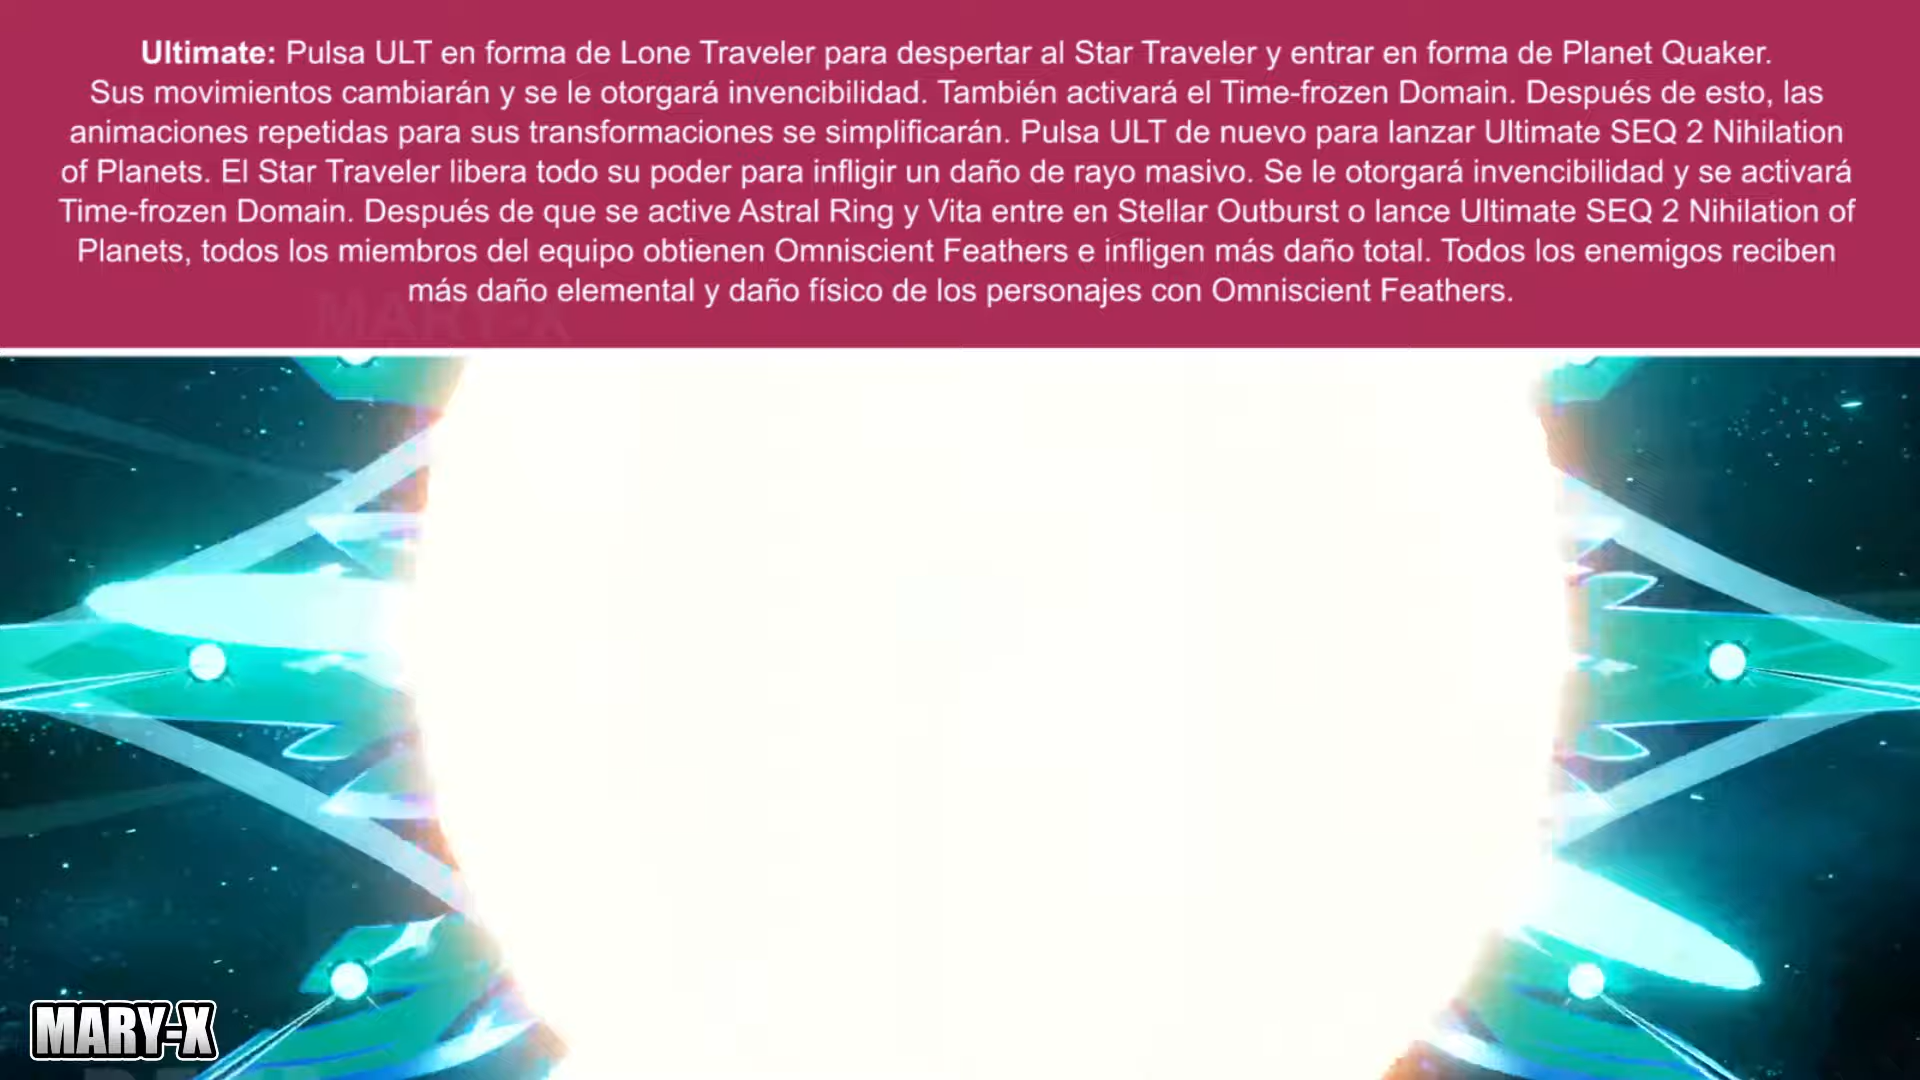 Ultimate: Pulsa ULT en forma de Lone Traveler para despertar al Star Traveler y entrar en forma de Planet Quaker.
Sus movimientos cambiarán y se le otorgará invencibilidad. También activará el Time-frozen Domain. Después de esto, las
animaciones repetidas para sus transformaciones se simplificarán. Pulsa ULT de nuevo para lanzar Ultimate SEQ 2 Nihilation
of Planets. El Star Traveler libera todo su poder para infligir un daño de rayo masivo. Se le otorgará invencibilidad y se activará
Time-frozen Domain. Después de que se active Astral Ring y Vita entre en Stellar Outburst o lance Ultimate SEQ 2 Nihilation of
Planets, todos los miembros del equipo obtienen Omniscient Feathers e infligen más daño total. Todos los enemigos reciben
más daño elemental y daño físico de los personajes con Omniscient Feathers.
MARY-X
MARY-X